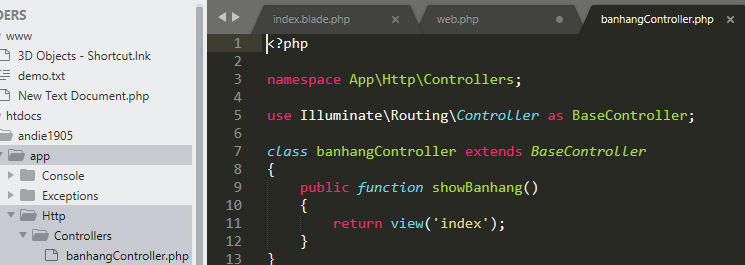 DERS
www
3D Objects - Shortcut.lnk
demo.txt
New Text Document.php
htdocs
andie1905
app
Console
Exceptions
Http
Controllers
banhangController.php
index.blade.php
web.php
banhangController.php
1 <?php
2
3 namespace App\Http\Controllers;
4
5 use Illuminate\Routing\Controller as BaseController;
6
7 class banhangController extends BaseController
8 {
9 public function showBanhang()
10 {
11 return view('index');
12 }
13 }